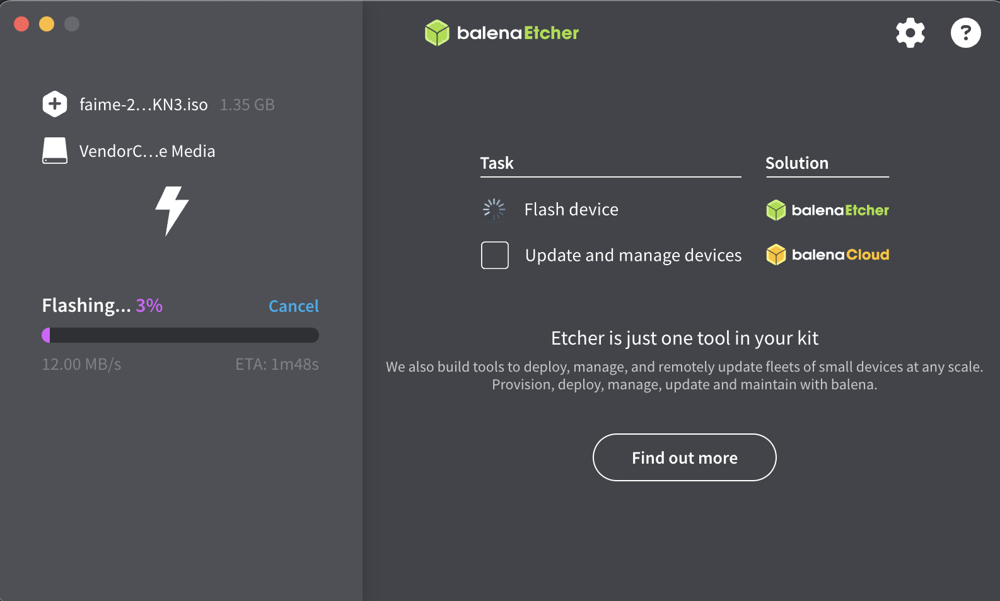 balenaEtcher
?
faime-2...KN3.iso 1.35 GB
VendorC...e Media
Flashing... 3% Cancel
12.00 MB/s ETA: 1m48s
Task Solution
Flash device balenaEtcher
Update and manage devices balenaCloud
Etcher is just one tool in your kit
We also build tools to deploy, manage, and remotely update fleets of small devices at any scale.
Provision, deploy, manage, update and maintain with balena.
Find out more